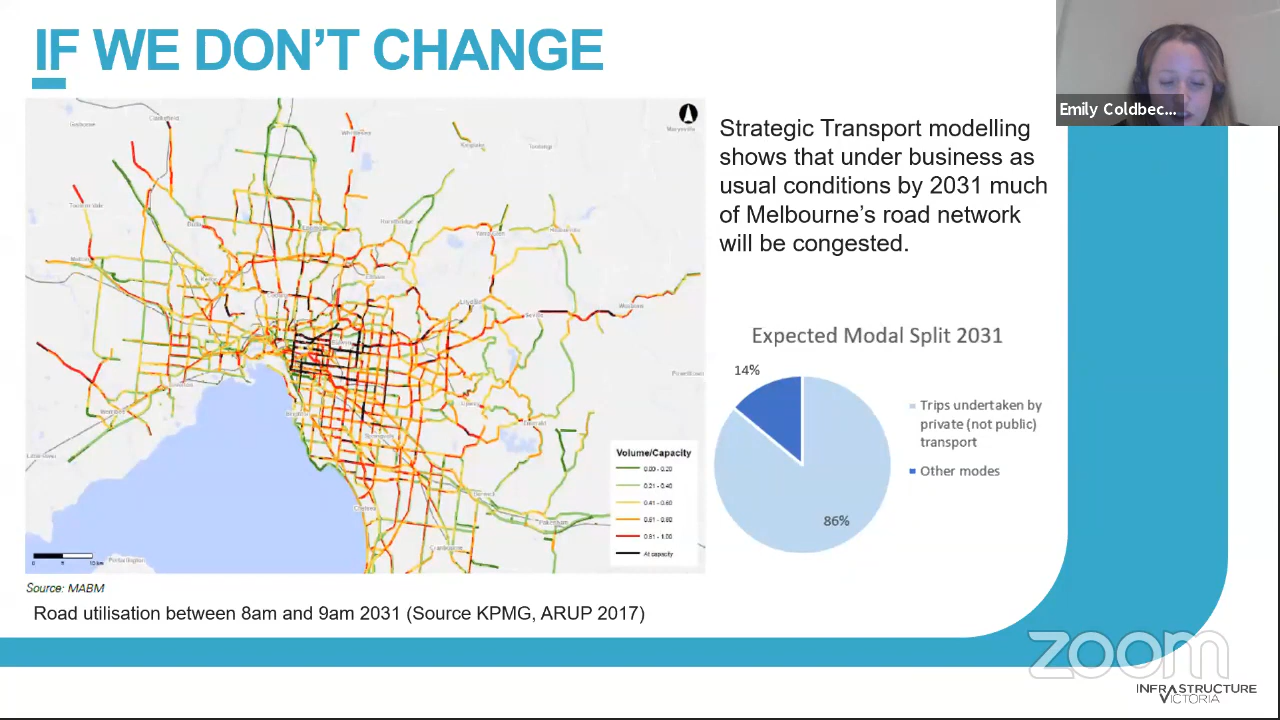 IF WE DON'T CHANGE
Emily Coldbec...
Strategic Transport modelling
shows that under business as
usual conditions by 2031 much
of Melbourne's road network
will be congested.
Expected Modal Split 2031
14%
86%
Trips undertaken by
private (not public)
transport
Other modes
Volume/Capacity
0.00 - 0.20
0.21 - 0.40
0.41 - 0.60
0.61 - 0.80
0.81 - 1.00
At capacity
Source: MABM
Road utilisation between 8am and 9am 2031 (Source KPMG, ARUP 2017)
zoom
INFRASTRUCTURE
VICTORIA